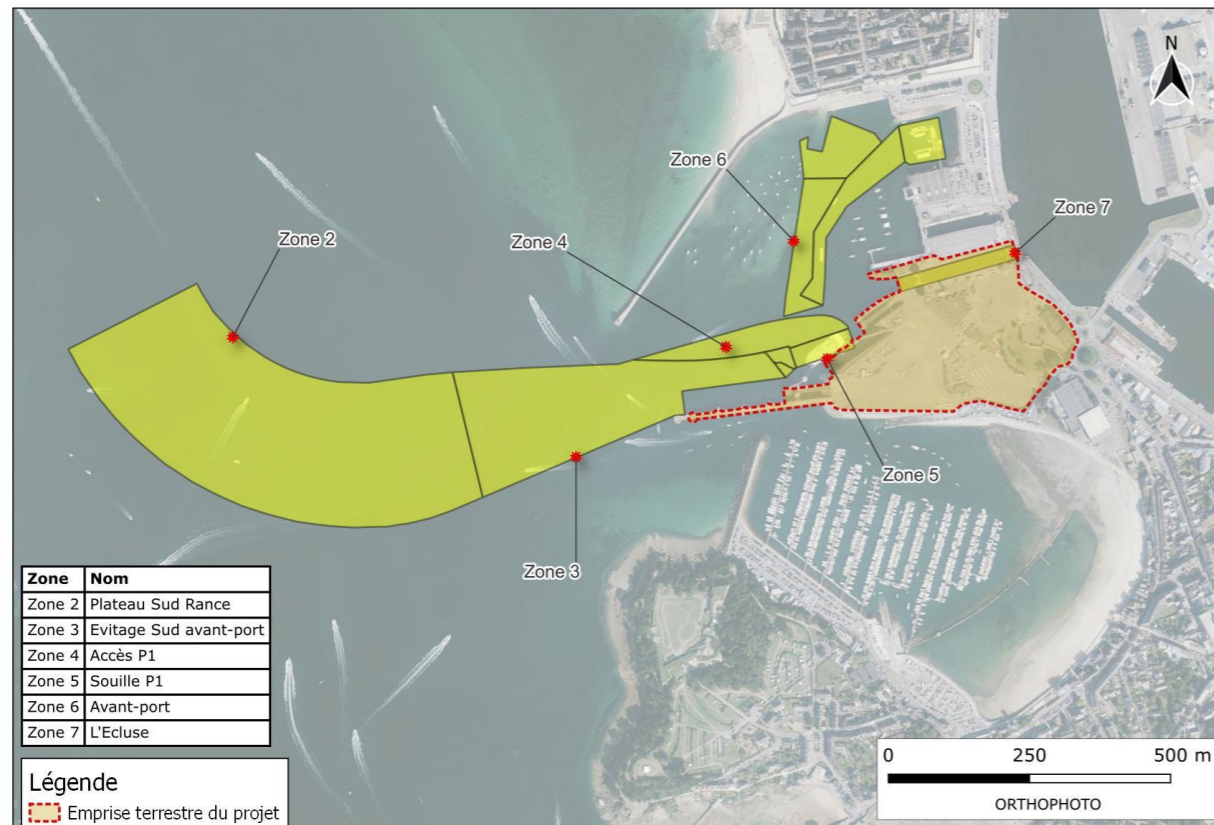 N
Zone 6
Zone 7
Zone 2
Zone 4
Zone 5
Zone 3
Zone Nom
Zone 2 Plateau Sud Rance
Zone 3 Evitage Sud avant-port
Zone 4 Accès P1
Zone 5 Souille P1
Zone 6 Avant-port
Zone 7 L'Ecluse
Légende
Emprise terrestre du projet
0 250 500 m
ORTHOPHOTO